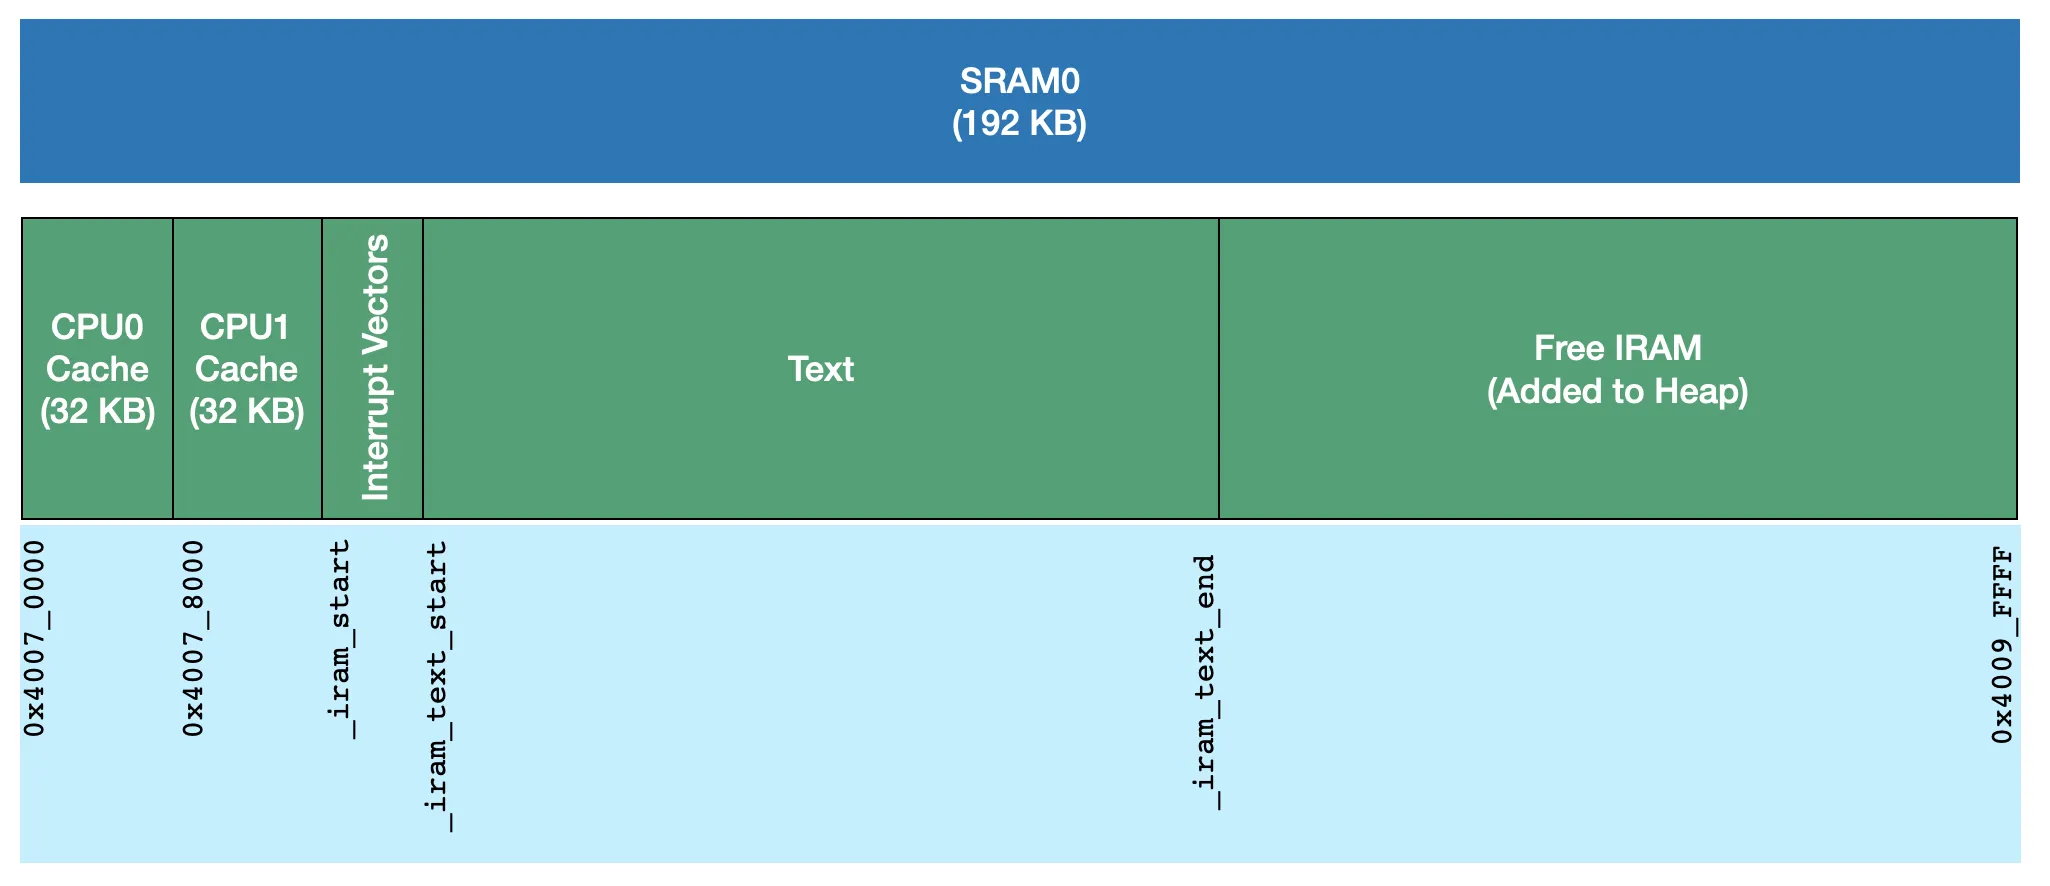 SRAM0
(192 KB)
CPU0
Cache
(32 KB)
CPU1
Cache
(32 KB)
Interrupt Vectors
Text
Free IRAM
(Added to Heap)
0x4007_0000
0x4007_8000
_iram_start
_iram_text_start
_iram_text_end
0x4009_FFFF